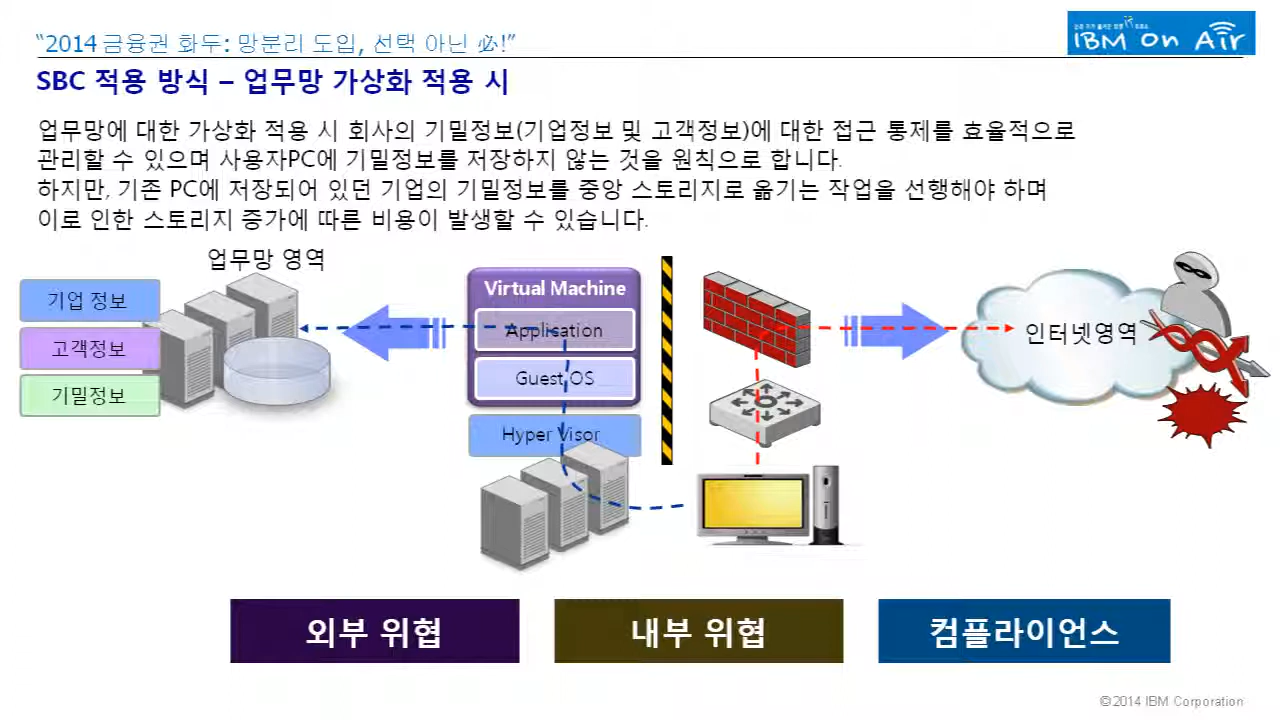 “2014 금융권 화두: 망분리 도입, 선택 아닌 必!”
IBM On Air
SBC 적용 방식 – 업무망 가상화 적용 시
업무망에 대한 가상화 적용 시 회사의 기밀정보(기업정보 및 고객정보)에 대한 접근 통제를 효율적으로
관리할 수 있으며 사용자PC에 기밀정보를 저장하지 않는 것을 원칙으로 합니다.
하지만, 기존 PC에 저장되어 있던 기업의 기밀정보를 중앙 스토리지로 옮기는 작업을 선행해야 하며
이로 인한 스토리지 증가에 따른 비용이 발생할 수 있습니다.
업무망 영역
기업 정보
고객정보
기밀정보
Virtual Machine
Application
Guest OS
Hyper Visor
인터넷영역
외부 위협
내부 위협
컴플라이언스
©2014 IBM Corporation